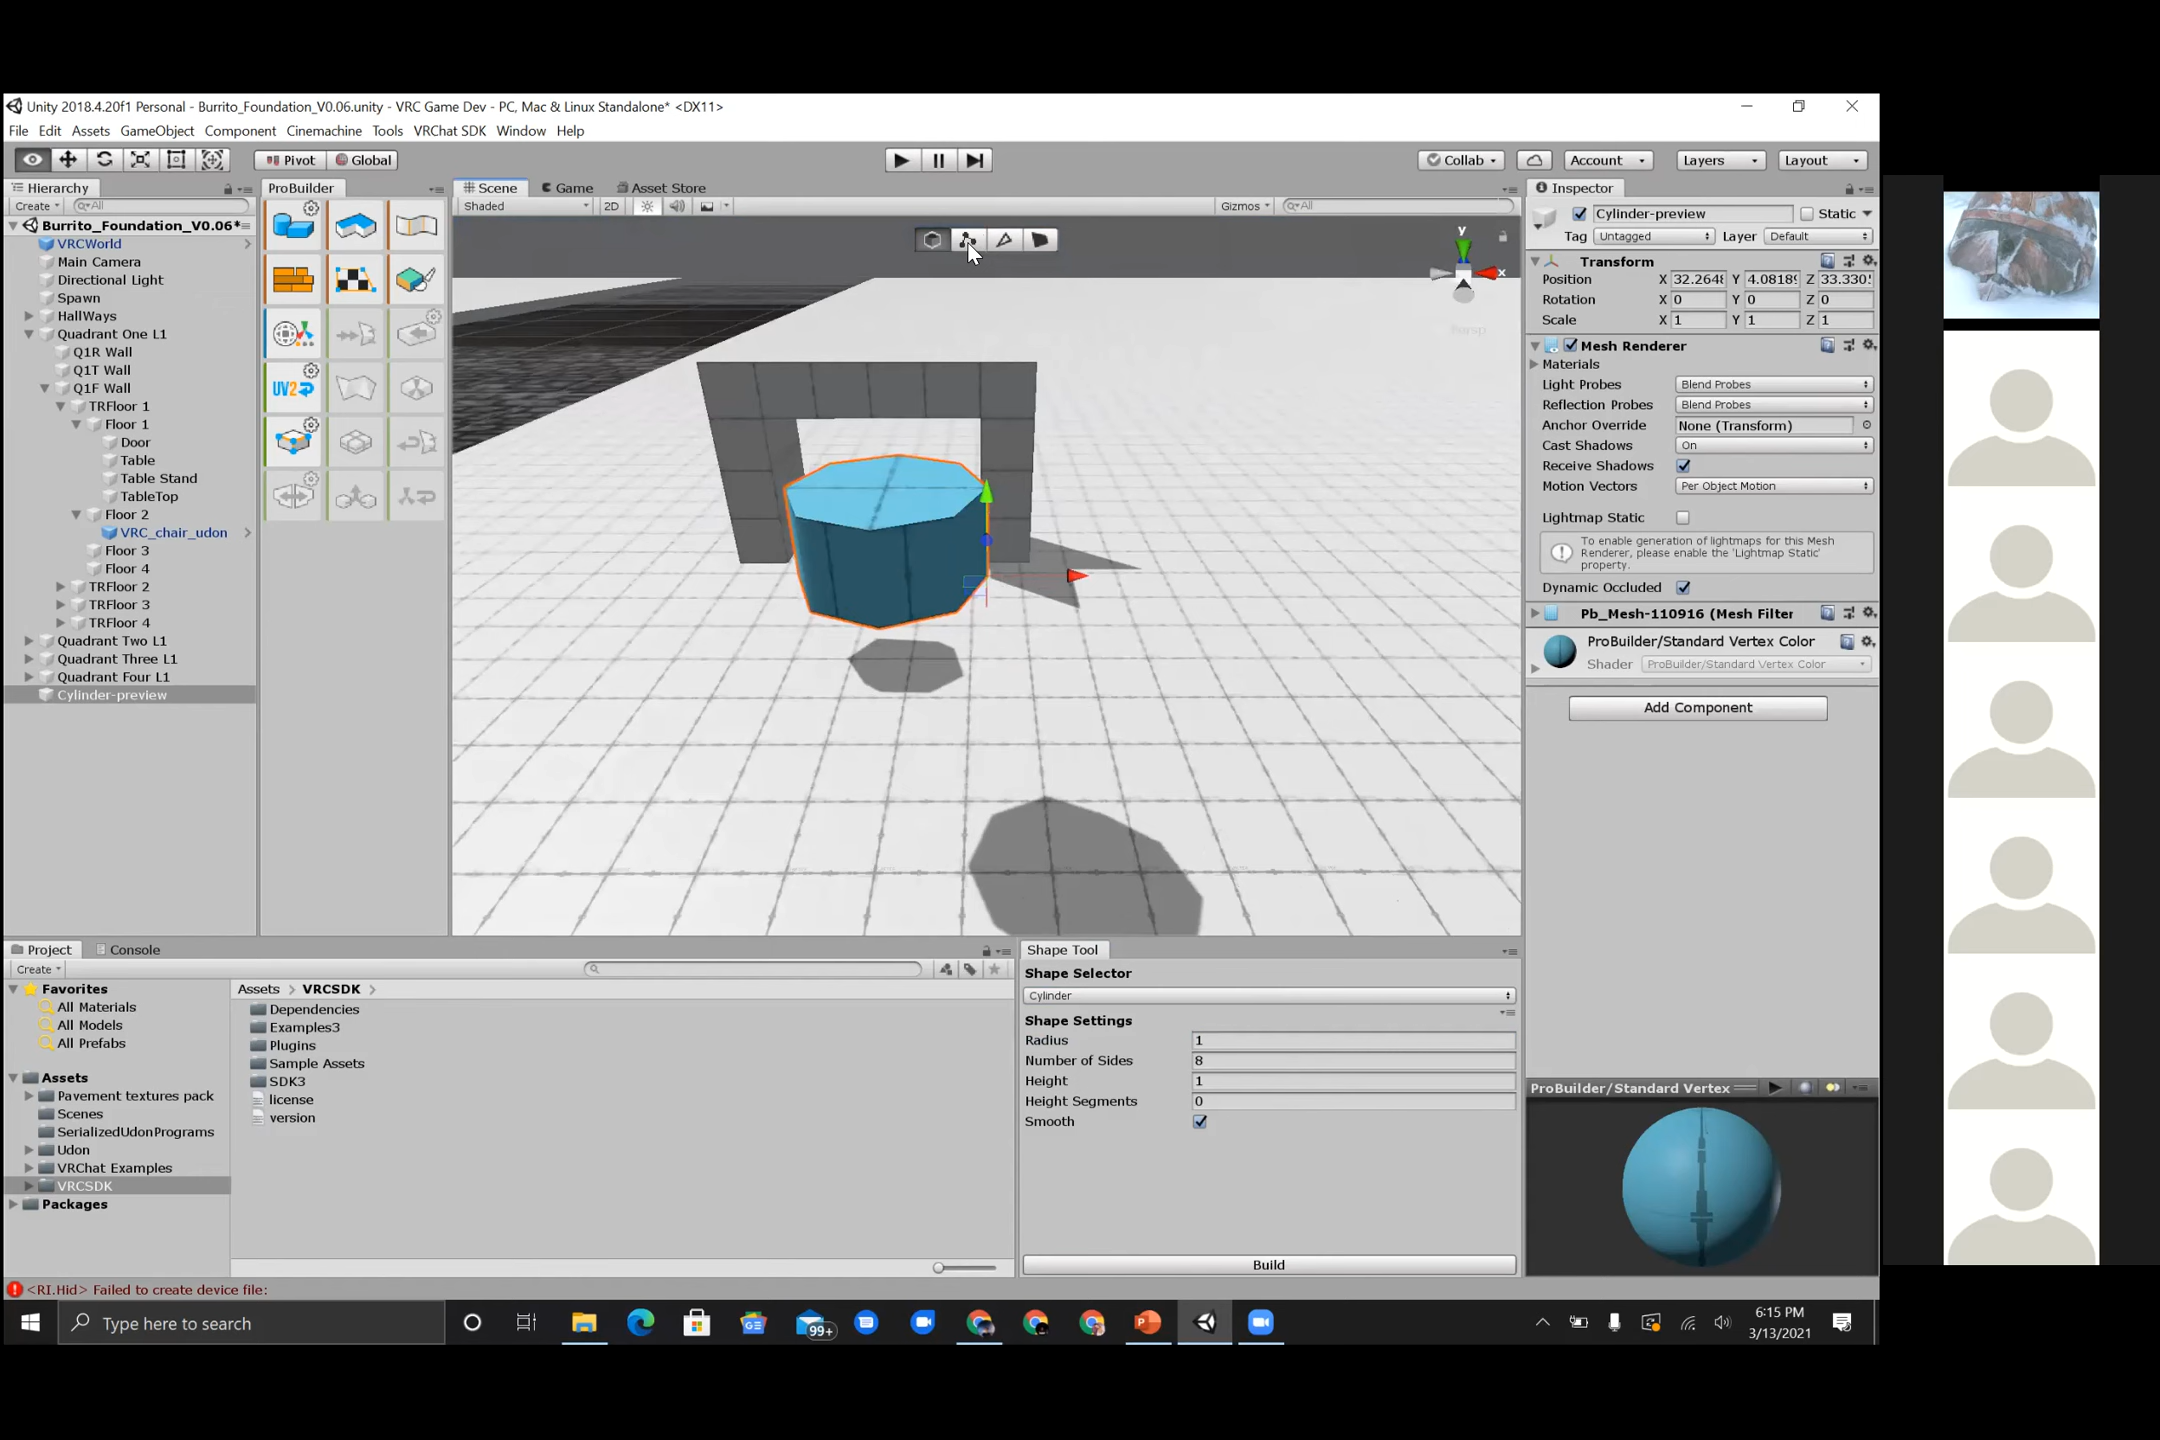 Unity 2018.4.20f1 Personal - Burrito_Foundation_V0.06.unity - VRC Game Dev - PC, Mac & Linux Standalone* <DX11>
File Edit Assets GameObject Component Cinemachine Tools VRChat SDK Window Help
Pivot Global Collab Account Layers Layout
Hierarchy
Create All
Burrito_Foundation_V0.06*
VRCWorld
Main Camera
Directional Light
Spawn
HallWays
Quadrant One L1
Q1R Wall
Q1T Wall
Q1F Wall
TRFloor 1
Floor 1
Door
Table
Table Stand
TableTop
Floor 2
VRC_chair_udon
Floor 3
Floor 4
TRFloor 2
TRFloor 3
TRFloor 4
Quadrant Two L1
Quadrant Three L1
Quadrant Four L1
Cylinder-preview
ProBuilder
UV2
Scene Game Asset Store
Shaded 2D Gizmos All
y
x
Persp
Inspector
Cylinder-preview Static
Tag Untagged Layer Default
Transform
Position X 32.2648 Y 4.0818 Z 33.330
Rotation X 0 Y 0 Z 0
Scale X 1 Y 1 Z 1
Mesh Renderer
Materials
Light Probes Blend Probes
Reflection Probes Blend Probes
Anchor Override None (Transform)
Cast Shadows On
Receive Shadows
Motion Vectors Per Object Motion
Lightmap Static
To enable generation of lightmaps for this Mesh
Renderer, please enable the 'Lightmap Static'
property.
Dynamic Occluded
Pb_Mesh-110916 (Mesh Filter
ProBuilder/Standard Vertex Color
Shader ProBuilder/Standard Vertex Color
Add Component
ProBuilder/Standard Vertex
Project Console
Create
Favorites
All Materials
All Models
All Prefabs
Assets
Pavement textures pack
Scenes
SerializedUdonPrograms
Udon
VRChat Examples
VRCSDK
Packages
Assets > VRCSDK >
Dependencies
Examples3
Plugins
Sample Assets
SDK3
license
version
Shape Tool
Shape Selector
Cylinder
Shape Settings
Radius 1
Number of Sides 8
Height 1
Height Segments 0
Smooth
Build
<RI.Hid> Failed to create device file:
Type here to search
99+
6:15 PM
3/13/2021